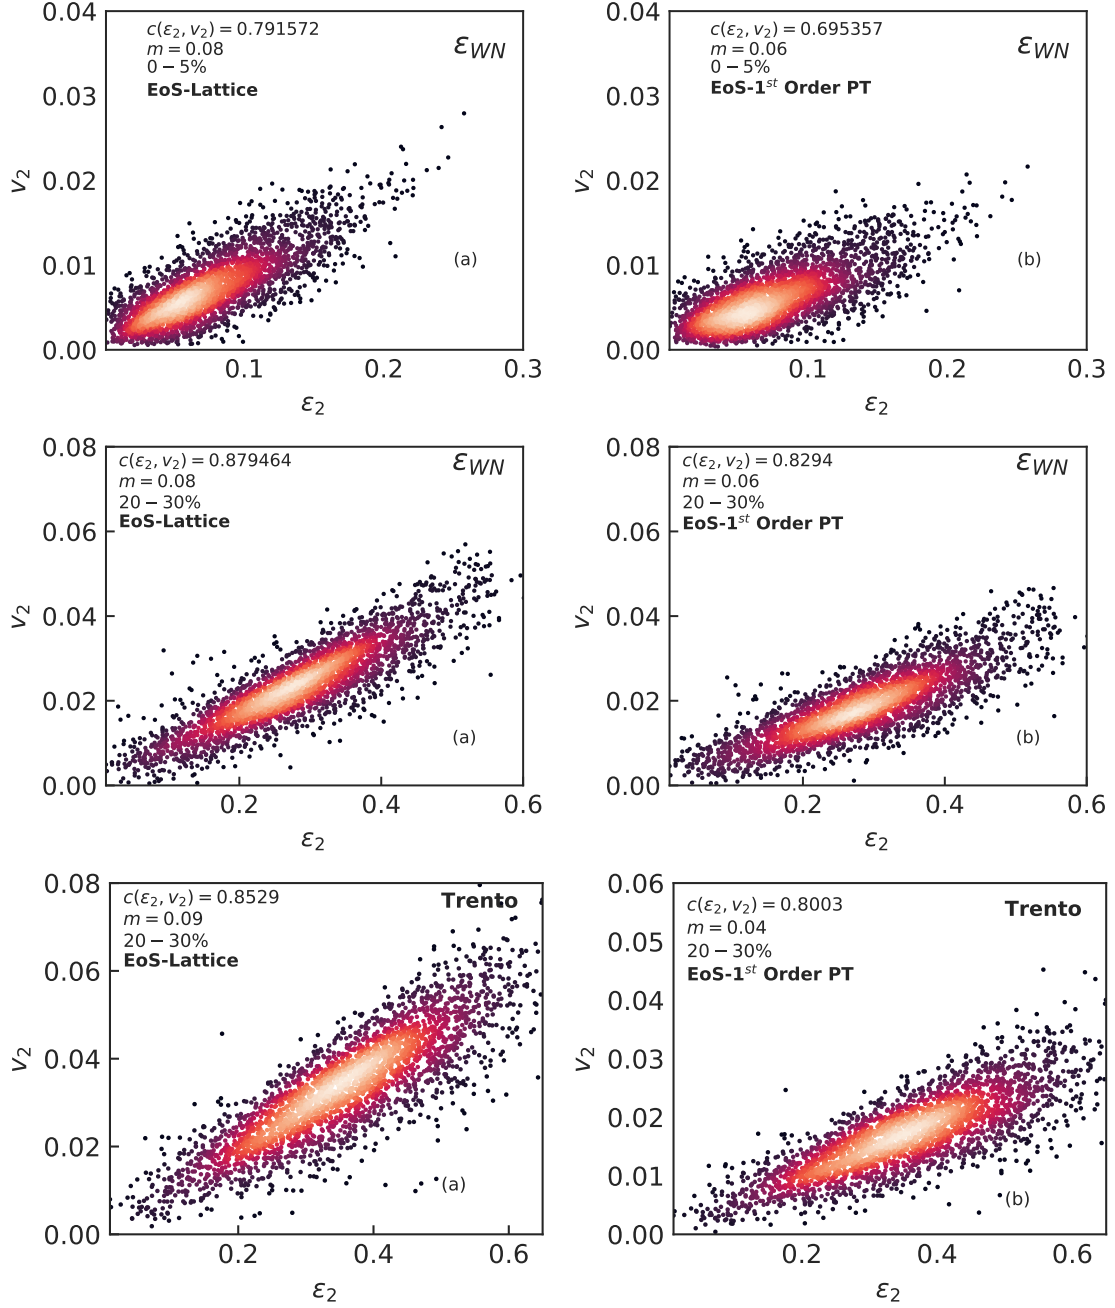 c(ε₂, v₂) = 0.791572
m = 0.08
0 − 5%
EoS-Lattice
ε_WN
(a)
0.04
0.03
0.02
0.01
0.00
v₂
0.1 0.2 0.3
ε₂
c(ε₂, v₂) = 0.695357
m = 0.06
0 − 5%
EoS-1ˢᵗ Order PT
ε_WN
(b)
0.04
0.03
0.02
0.01
0.00
v₂
0.1 0.2 0.3
ε₂
c(ε₂, v₂) = 0.879464
m = 0.08
20 − 30%
EoS-Lattice
ε_WN
(a)
0.08
0.06
0.04
0.02
0.00
v₂
0.2 0.4 0.6
ε₂
c(ε₂, v₂) = 0.8294
m = 0.06
20 − 30%
EoS-1ˢᵗ Order PT
ε_WN
(b)
0.08
0.06
0.04
0.02
0.00
v₂
0.2 0.4 0.6
ε₂
c(ε₂, v₂) = 0.8529
m = 0.09
20 − 30%
EoS-Lattice
Trento
(a)
0.08
0.06
0.04
0.02
0.00
v₂
0.2 0.4 0.6
ε₂
c(ε₂, v₂) = 0.8003
m = 0.04
20 − 30%
EoS-1ˢᵗ Order PT
Trento
(b)
0.06
0.05
0.04
0.03
0.02
0.01
0.00
v₂
0.2 0.4 0.6
ε₂